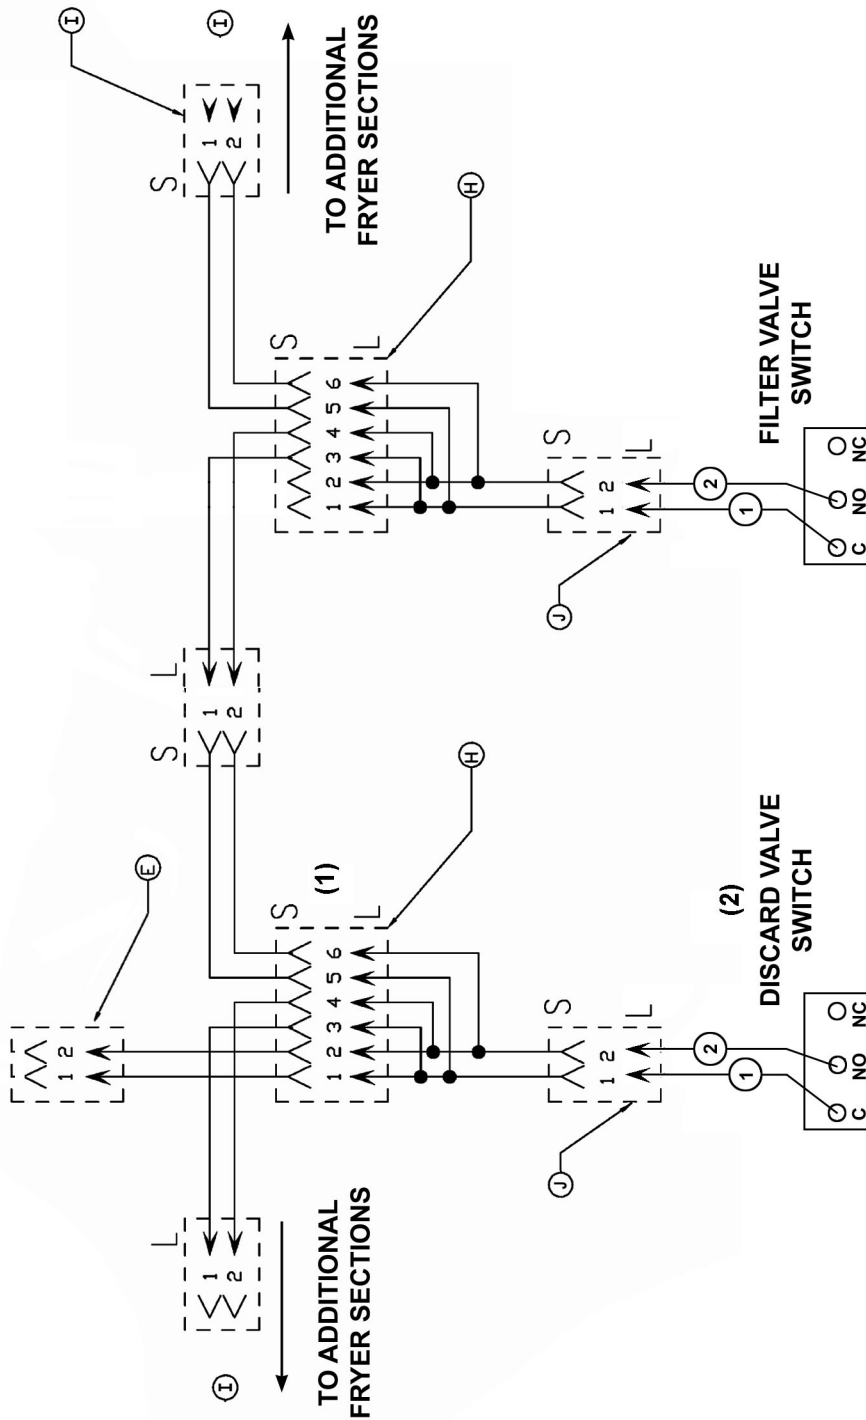 I
I
S
1
2
TO ADDITIONAL
FRYER SECTIONS
H
S
L
1 2 3 4 5 6
S
L
1 2
J
FILTER VALVE
SWITCH
1
2
C NO NC
S
L
1
2
E
1 2
H
S
(1)
L
1 2 3 4 5 6
L
1
2
I
TO ADDITIONAL
FRYER SECTIONS
S
L
1 2
J
(2)
DISCARD VALVE
SWITCH
1
2
C NO NC